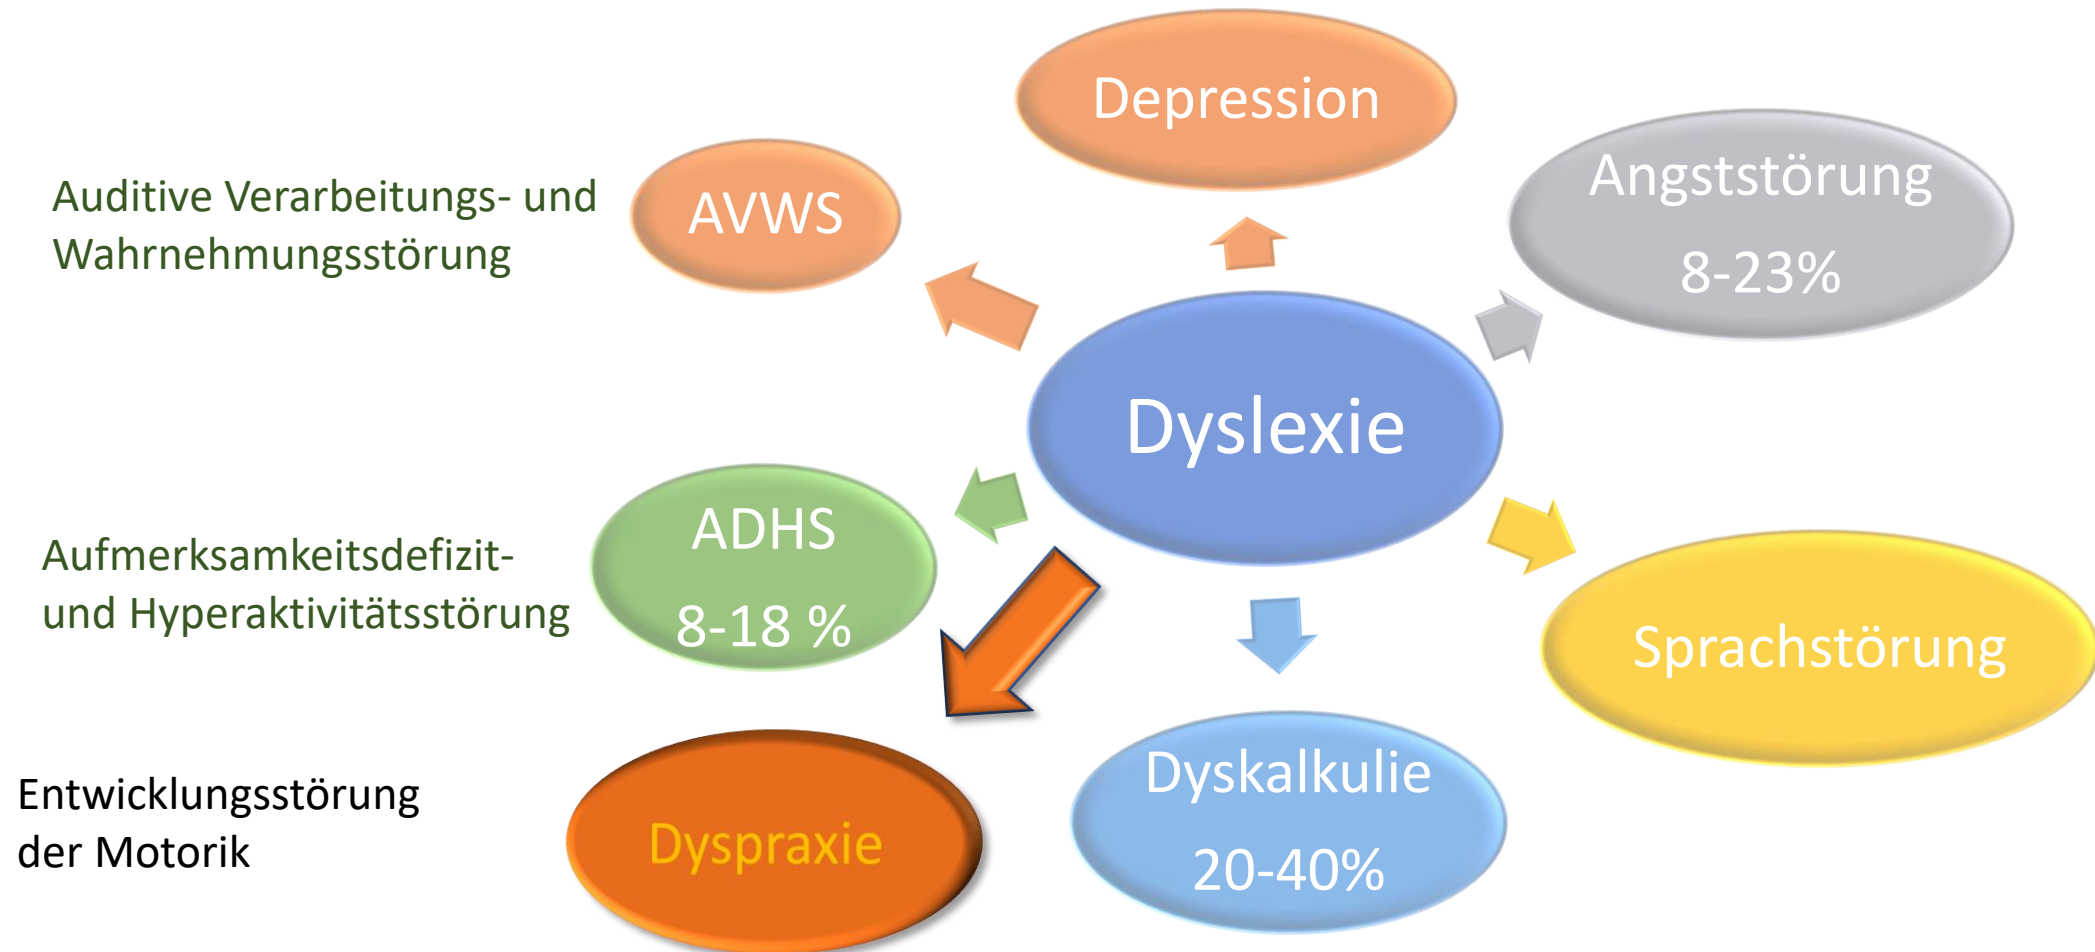 Depression
Angststörung
8-23%
Auditive Verarbeitungs- und
Wahrnehmungsstörung
AVWS
Dyslexie
Aufmerksamkeitsdefizit-
und Hyperaktivitätsstörung
ADHS
8-18 %
Sprachstörung
Entwicklungsstörung
der Motorik
Dyspraxie
Dyskalkulie
20-40%